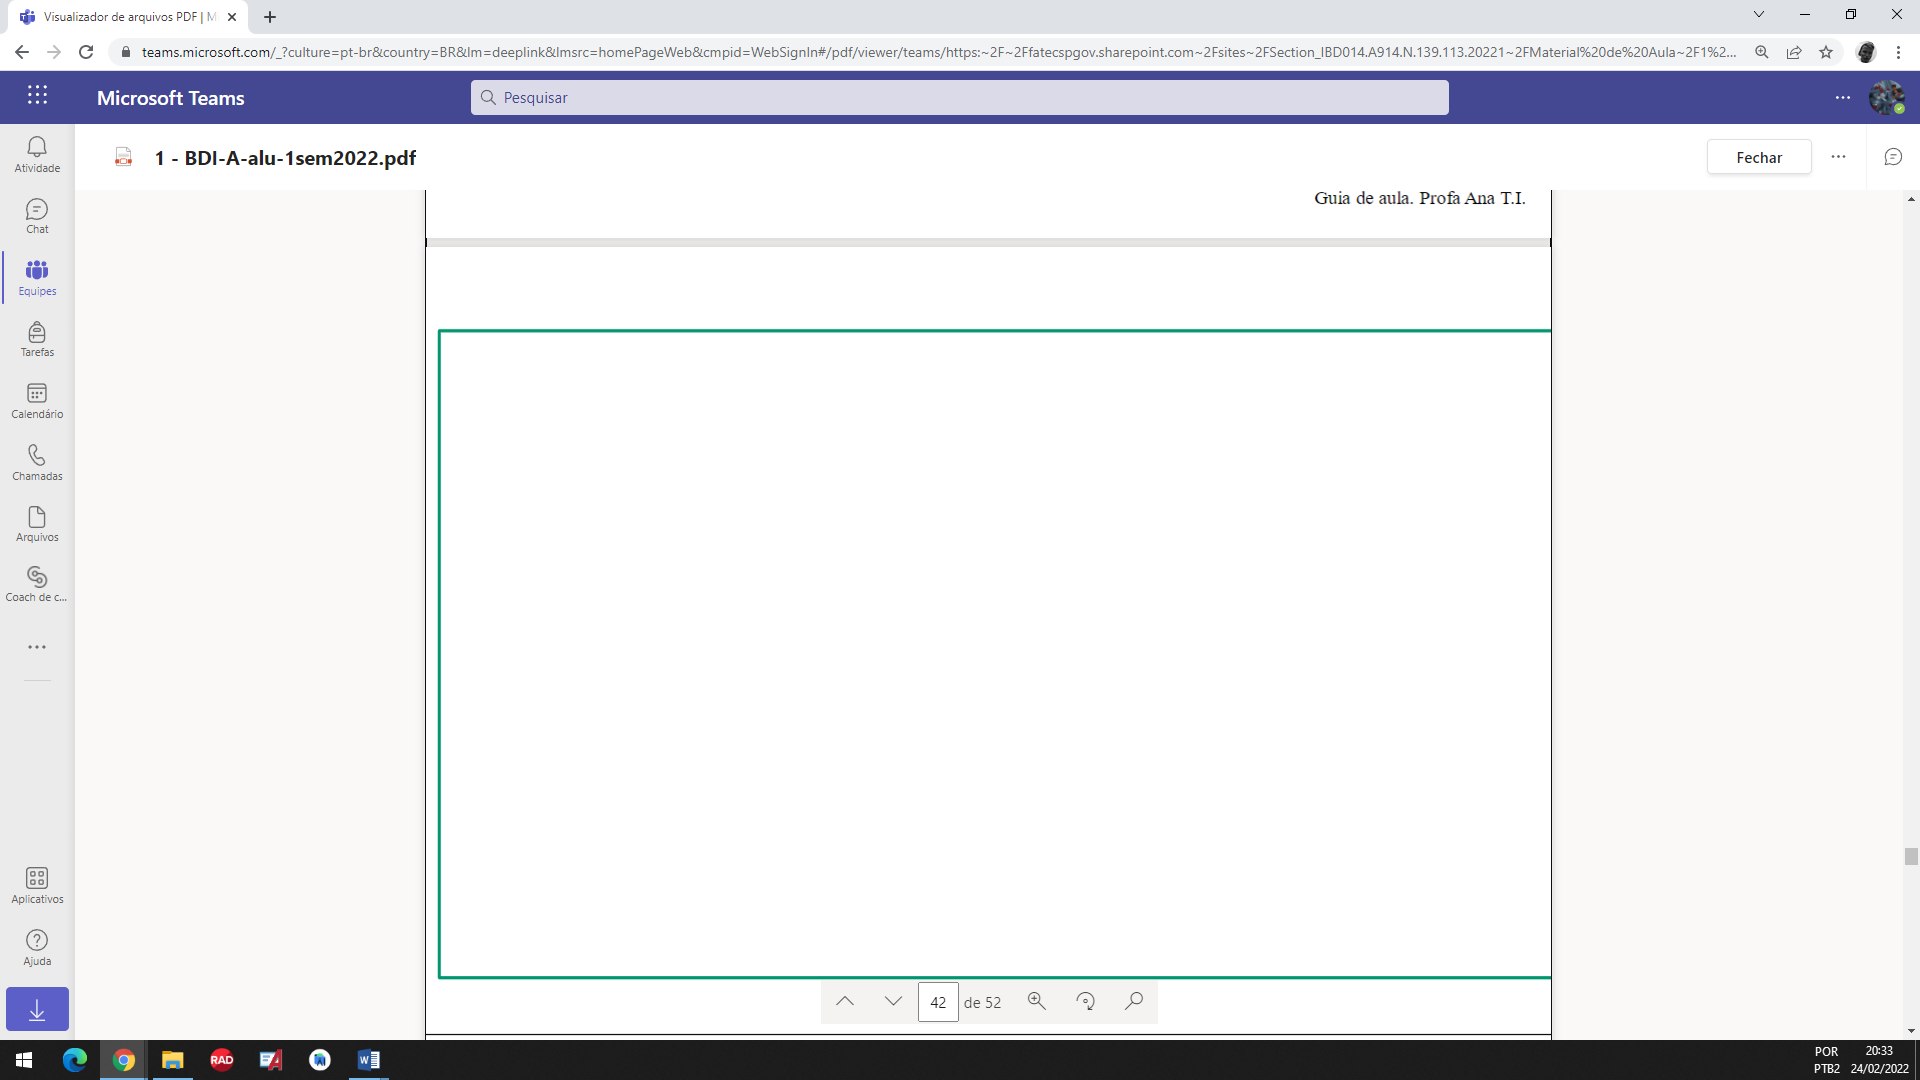 Visualizador de arquivos PDF | M
teams.microsoft.com/_?culture=pt-br&country=BR&lm=deeplink&lmsrc=homePageWeb&cmpid=WebSignIn#/pdf/viewer/teams/https:~2F~2Ffatecspgov.sharepoint.com~2Fsites~2FSection_IBD014.A914.N.139.113.20221~2FMaterial%20de%20Aula~2F1%2...
Microsoft Teams
Pesquisar
Atividade
1 - BDI-A-alu-1sem2022.pdf
Fechar
Guia de aula. Profa Ana T.I.
Chat
Equipes
Tarefas
Calendário
Chamadas
Arquivos
Coach de c...
Aplicativos
Ajuda
42 de 52
RAD
POR
PTB2
20:33
24/02/2022